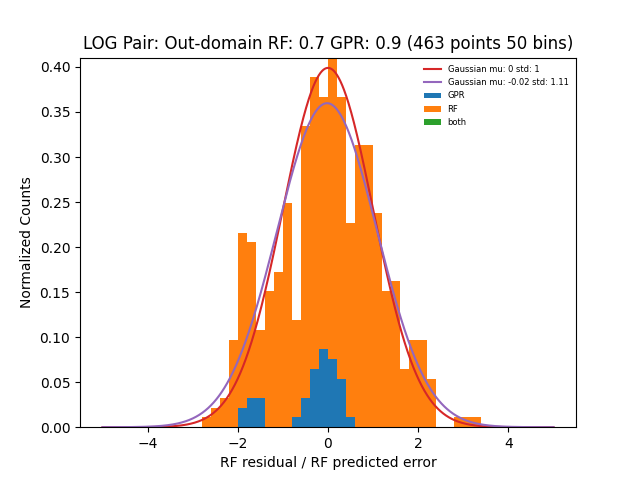 LOG Pair: Out-domain RF: 0.7 GPR: 0.9 (463 points 50 bins)
Gaussian mu: 0 std: 1
Gaussian mu: -0.02 std: 1.11
GPR
RF
both
Normalized Counts
0.40
0.35
0.30
0.25
0.20
0.15
0.10
0.05
0.00
−4 −2 0 2 4
RF residual / RF predicted error